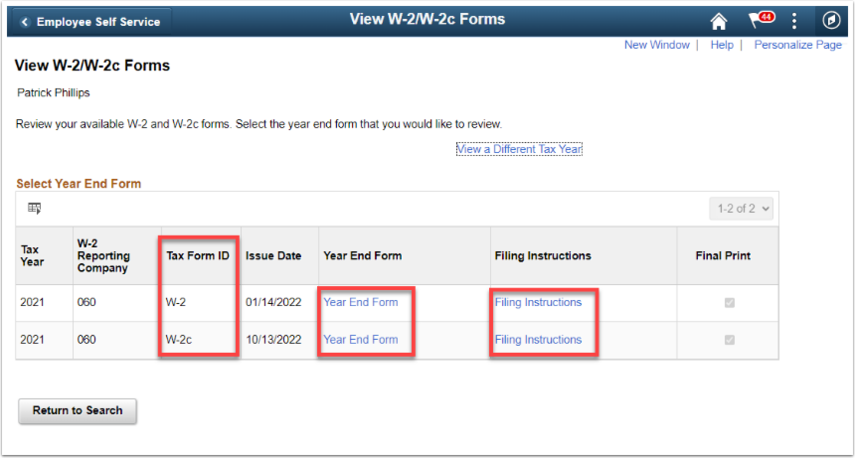 Employee Self Service
View W-2/W-2c Forms
44
New Window | Help | Personalize Page
View W-2/W-2c Forms
Patrick Phillips
Review your available W-2 and W-2c forms. Select the year end form that you would like to review.
View a Different Tax Year
Select Year End Form
1-2 of 2
Tax Year W-2 Reporting Company Tax Form ID Issue Date Year End Form Filing Instructions Final Print
2021 060 W-2 01/14/2022 Year End Form Filing Instructions
2021 060 W-2c 10/13/2022 Year End Form Filing Instructions
Return to Search